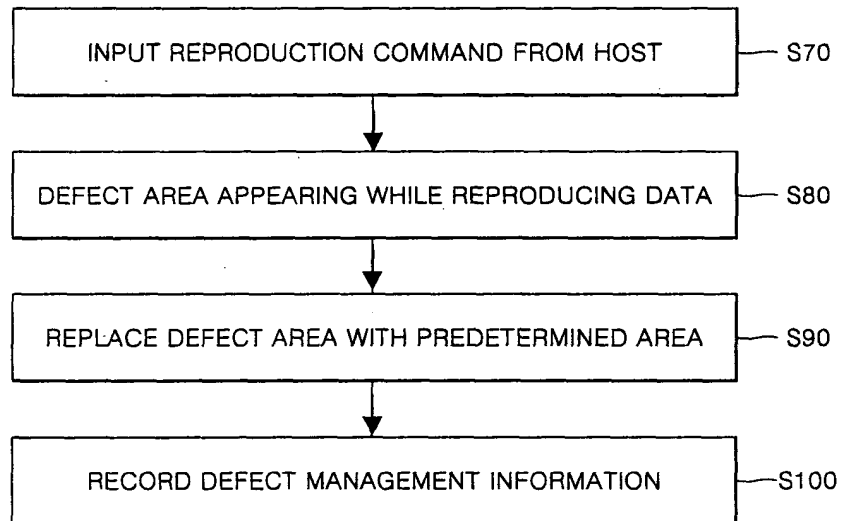 INPUT REPRODUCTION COMMAND FROM HOST S70
DEFECT AREA APPEARING WHILE REPRODUCING DATA S80
REPLACE DEFECT AREA WITH PREDETERMINED AREA S90
RECORD DEFECT MANAGEMENT INFORMATION S100